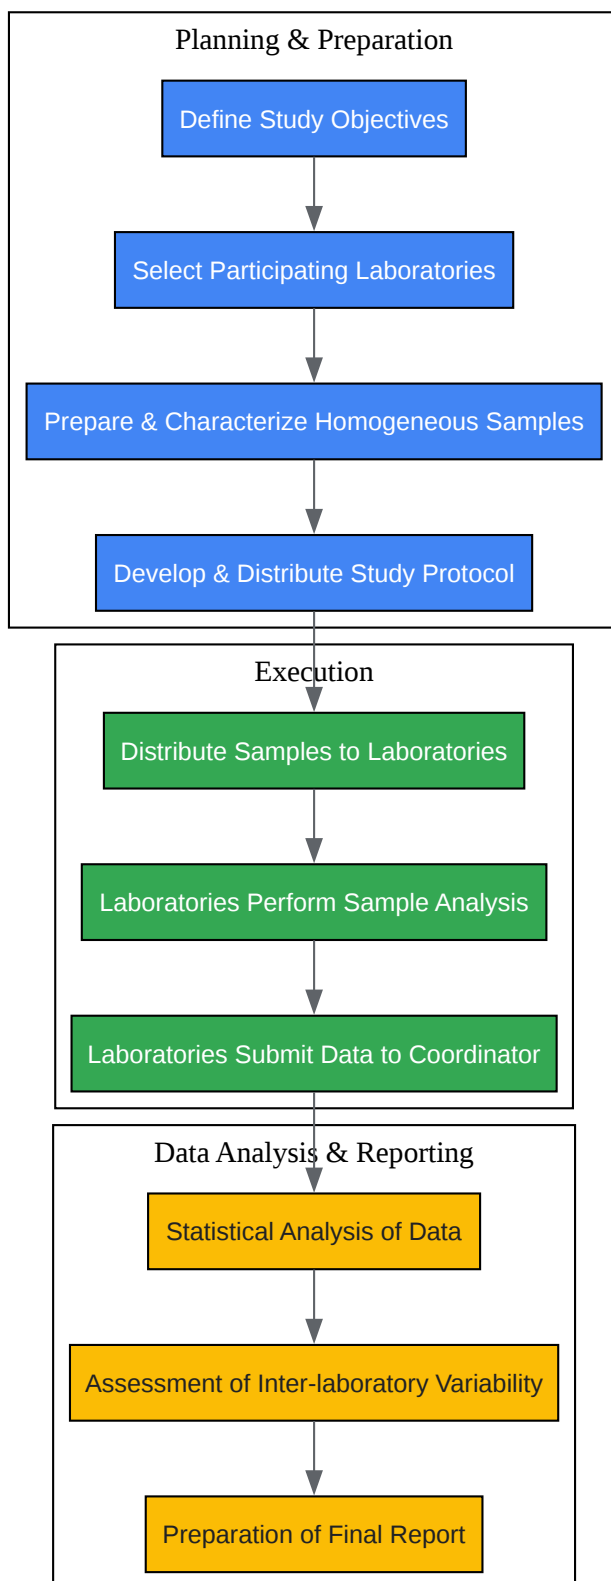 Planning & Preparation
Define Study Objectives
Select Participating Laboratories
Prepare & Characterize Homogeneous Samples
Develop & Distribute Study Protocol
Execution
Distribute Samples to Laboratories
Laboratories Perform Sample Analysis
Laboratories Submit Data to Coordinator
Data Analysis & Reporting
Statistical Analysis of Data
Assessment of Inter-laboratory Variability
Preparation of Final Report